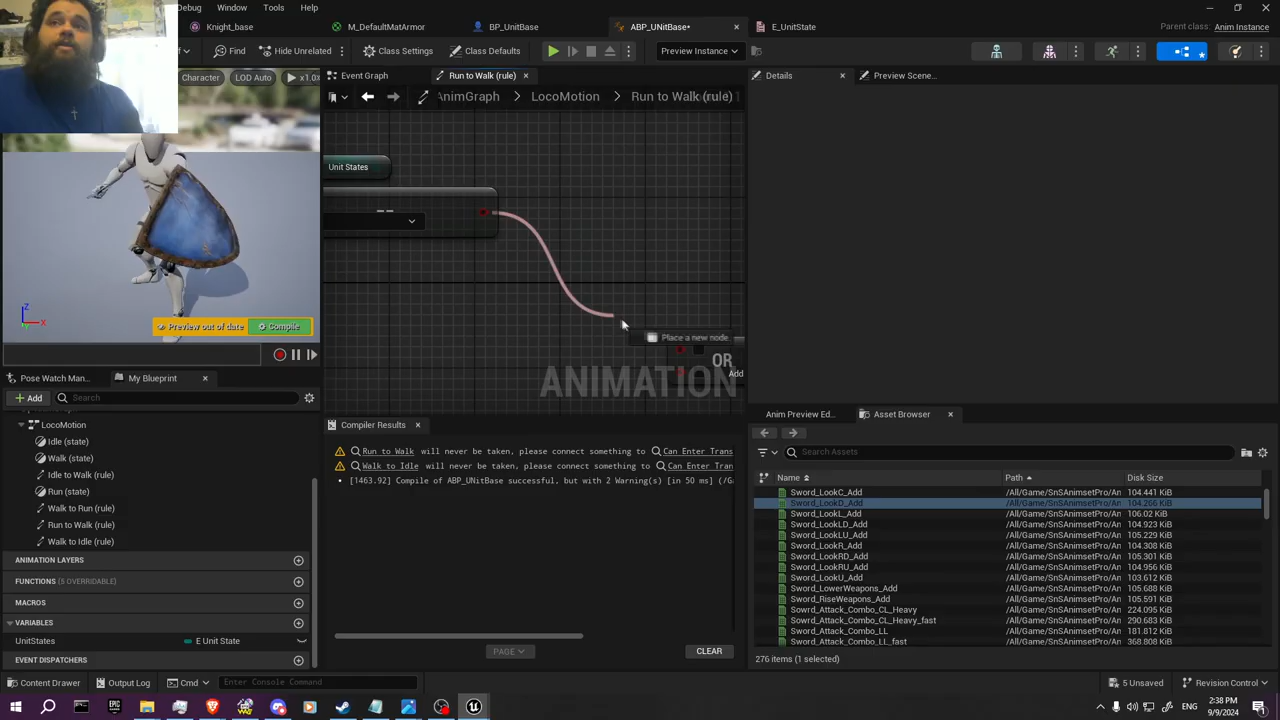 Debug Window Tools Help
Knight_base
M_DefaultMatArmor
BP_UnitBase
ABP_UNitBase*
E_UnitState
Parent class: Anim Instance
Find
Hide Unrelated
Class Settings
Class Defaults
Preview Instance
Character
LOD Auto
x1.0
Event Graph
Run to Walk (rule)
AnimGraph > LocoMotion > Run to Walk (rule)
Details
Preview Scene...
Unit States
==
Place a new node.
OR
Add
ANIMATION
Z
X
Preview out of date
Compile
Pose Watch Man...
My Blueprint
Add
Search
LocoMotion
Idle (state)
Walk (state)
Idle to Walk (rule)
Run (state)
Walk to Run (rule)
Run to Walk (rule)
Walk to Idle (rule)
ANIMATION LAYERS
FUNCTIONS (5 OVERRIDABLE)
MACROS
VARIABLES
UnitStates E Unit State
EVENT DISPATCHERS
Compiler Results
Run to Walk will never be taken, please connect something to Can Enter Trans
Walk to Idle will never be taken, please connect something to Can Enter Trans
[1463.92] Compile of ABP_UNitBase successful, but with 2 Warning(s) [in 50 ms] (/Ga
PAGE
CLEAR
Anim Preview Ed...
Asset Browser
Search Assets
Name Path Disk Size
Sword_LookC_Add /All/Game/SnSAnimsetPro/An 104.441 KiB
Sword_LookD_Add /All/Game/SnSAnimsetPro/An 104.266 KiB
Sword_LookL_Add /All/Game/SnSAnimsetPro/An 106.02 KiB
Sword_LookLD_Add /All/Game/SnSAnimsetPro/An 104.923 KiB
Sword_LookLU_Add /All/Game/SnSAnimsetPro/An 105.229 KiB
Sword_LookR_Add /All/Game/SnSAnimsetPro/An 104.308 KiB
Sword_LookRD_Add /All/Game/SnSAnimsetPro/An 105.301 KiB
Sword_LookRU_Add /All/Game/SnSAnimsetPro/An 104.956 KiB
Sword_LookU_Add /All/Game/SnSAnimsetPro/An 103.612 KiB
Sword_LowerWeapons_Add /All/Game/SnSAnimsetPro/An 105.688 KiB
Sword_RiseWeapons_Add /All/Game/SnSAnimsetPro/An 105.591 KiB
Sowrd_Attack_Combo_CL_Heavy /All/Game/SnSAnimsetPro/An 224.095 KiB
Sowrd_Attack_Combo_CL_Heavy_fast /All/Game/SnSAnimsetPro/An 290.683 KiB
Sword_Attack_Combo_LL /All/Game/SnSAnimsetPro/An 181.812 KiB
Sword_Attack_Combo_LL_fast /All/Game/SnSAnimsetPro/An 368.808 KiB
276 items (1 selected)
Content Drawer
Output Log
Cmd
Enter Console Command
5 Unsaved
Revision Control
ENG
2:38 PM
9/9/2024